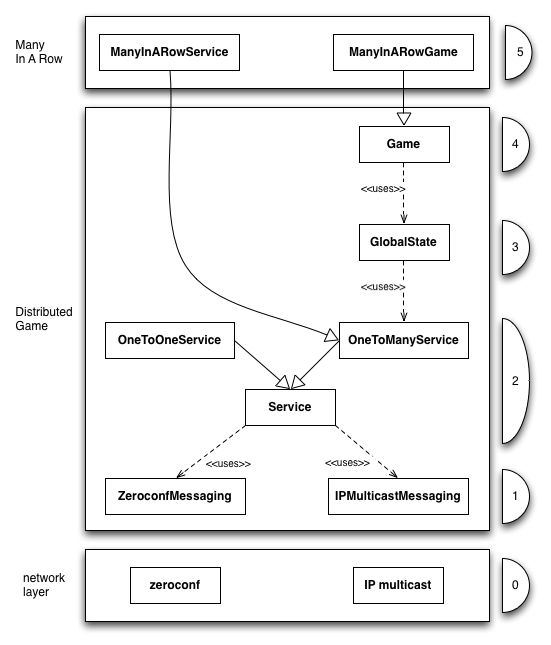 Many
In A Row
ManyInARowService
ManyInARowGame
5
Game
4
<<uses>>
GlobalState
3
<<uses>>
Distributed
Game
OneToOneService
OneToManyService
2
Service
<<uses>>
<<uses>>
ZeroconfMessaging
IPMulticastMessaging
1
network
layer
zeroconf
IP multicast
0